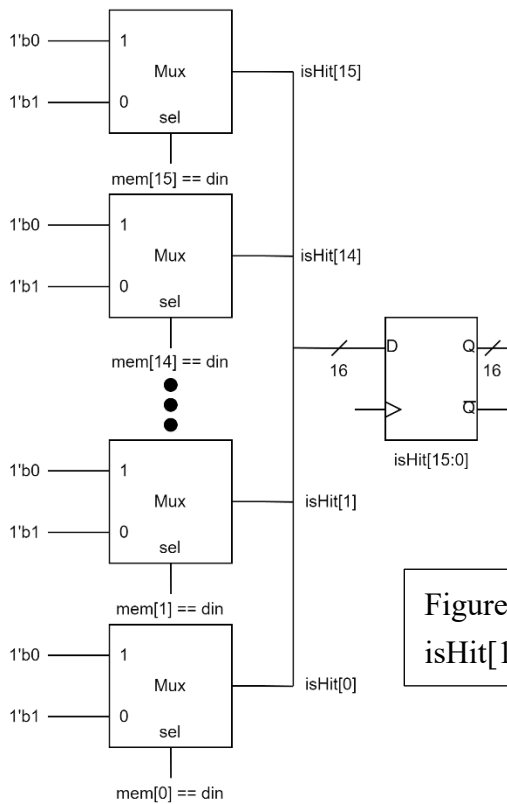 1'b0
1
Mux
isHit[15]
1'b1
0
sel
mem[15] == din
1'b0
1
Mux
isHit[14]
1'b1
0
sel
mem[14] == din
D
Q
16
16
Q
isHit[15:0]
1'b0
1
Mux
isHit[1]
1'b1
0
sel
mem[1] == din
Figure
isHit[1
1'b0
1
Mux
isHit[0]
1'b1
0
sel
mem[0] == din